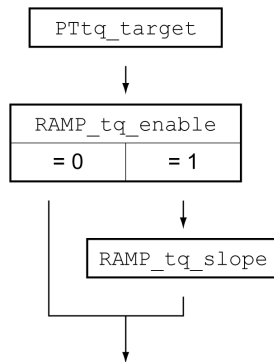 PTtq_target
RAMP_tq_enable
= 0 = 1
RAMP_tq_slope